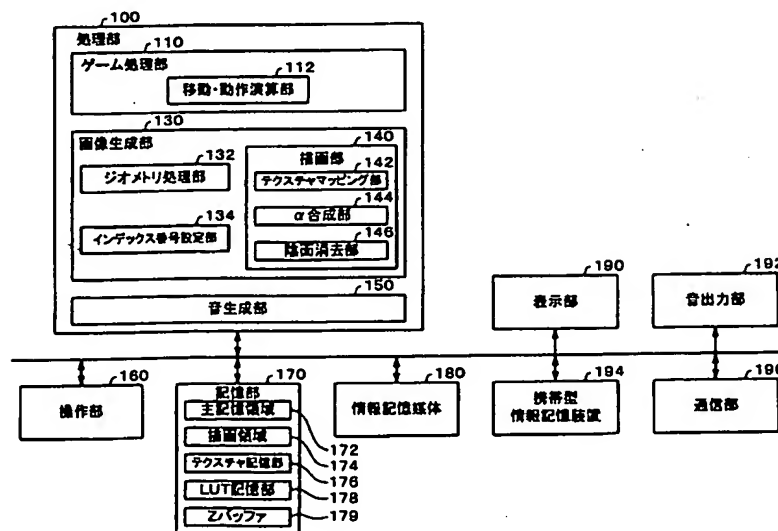 100
処理部
110
ゲーム処理部
112
移動・動作演算部
130
画像生成部
132
ジオメトリ処理部
134
インデックス番号設定部
140
描画部
142
テクスチャマッピング部
144
α合成部
146
陰面消去部
150
音生成部
190
表示部
192
音出力部
160
操作部
170
記憶部
主記憶領域
172
描画領域
174
テクスチャ記憶部
176
LUT記憶部
178
Zバッファ
179
180
情報記憶媒体
194
携帯型
情報記憶装置
196
通信部